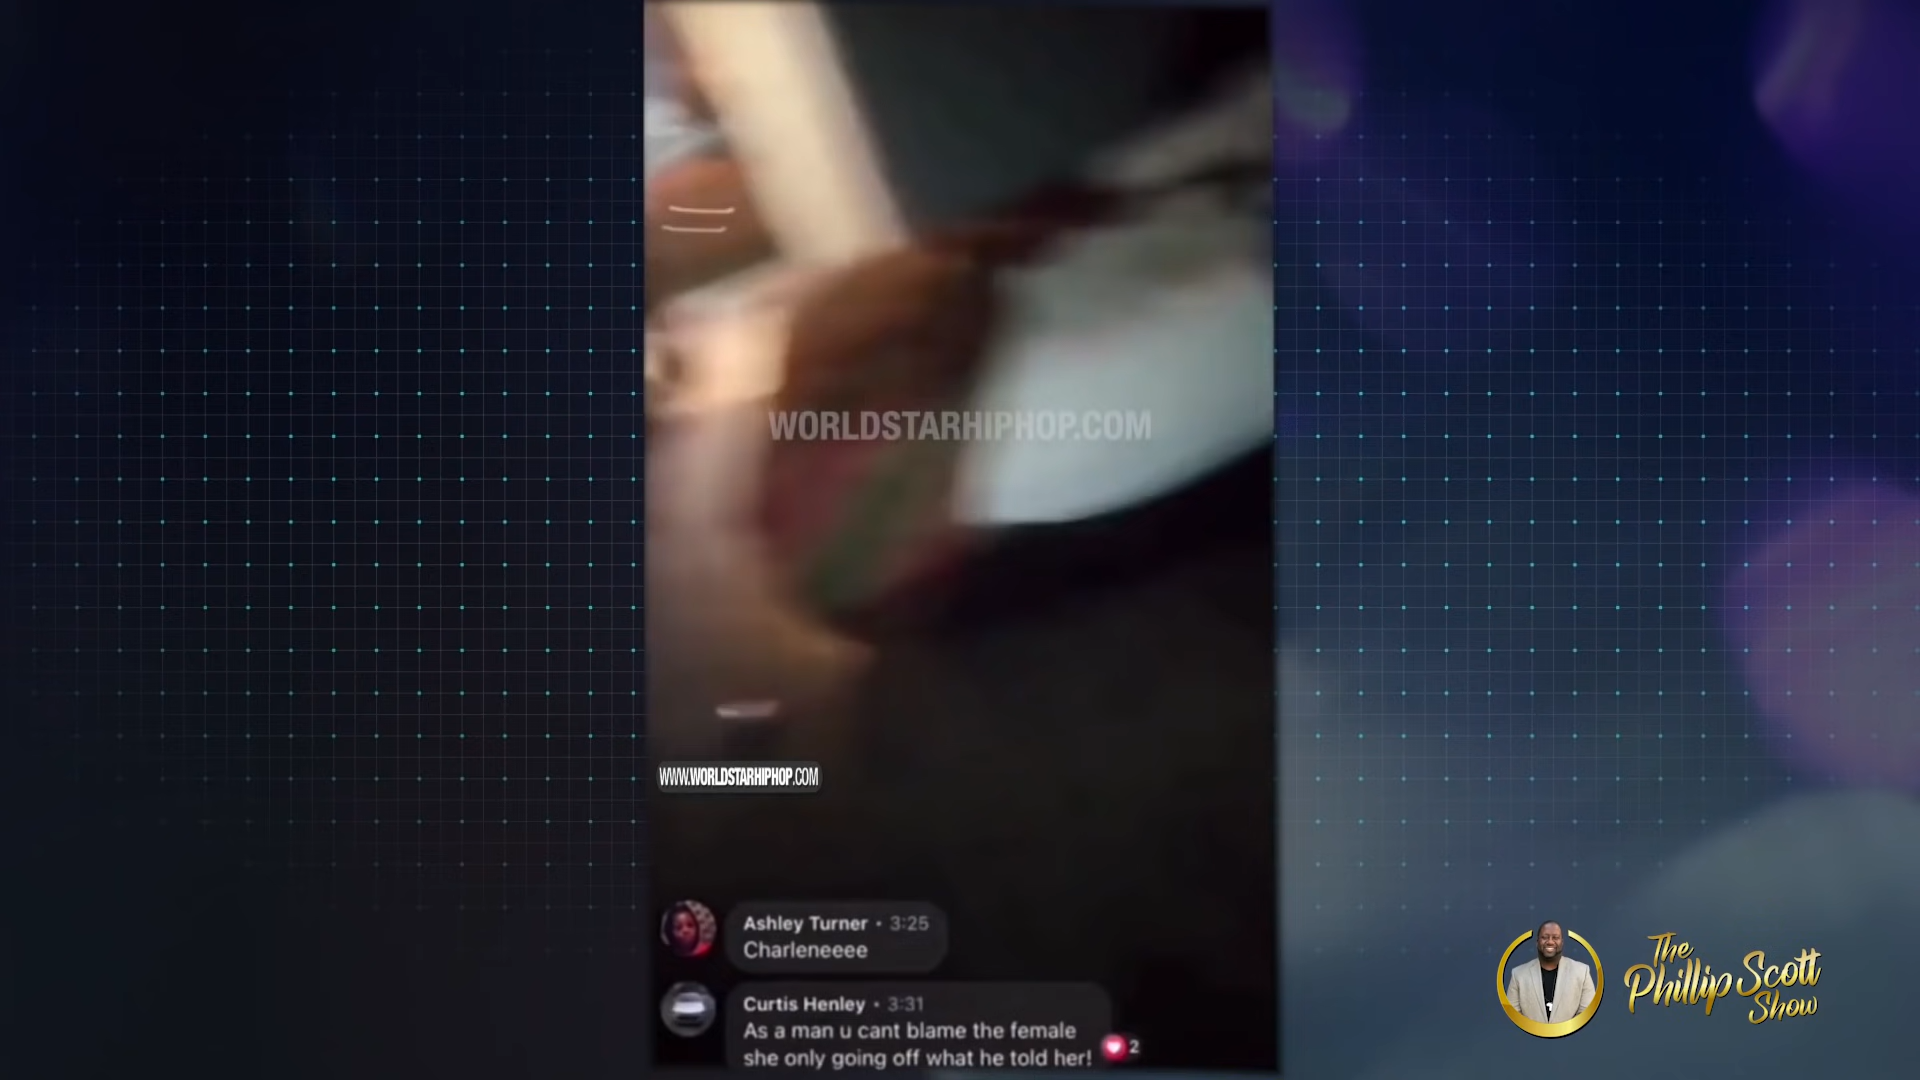 WORLDSTARHIPHOP.COM
WWW.WORLDSTARHIPHOP.COM
Ashley Turner • 3:25
Charleneeee
Curtis Henley • 3:31
As a man u cant blame the female
she only going off what he told her!
2
The
Phillip Scott
Show